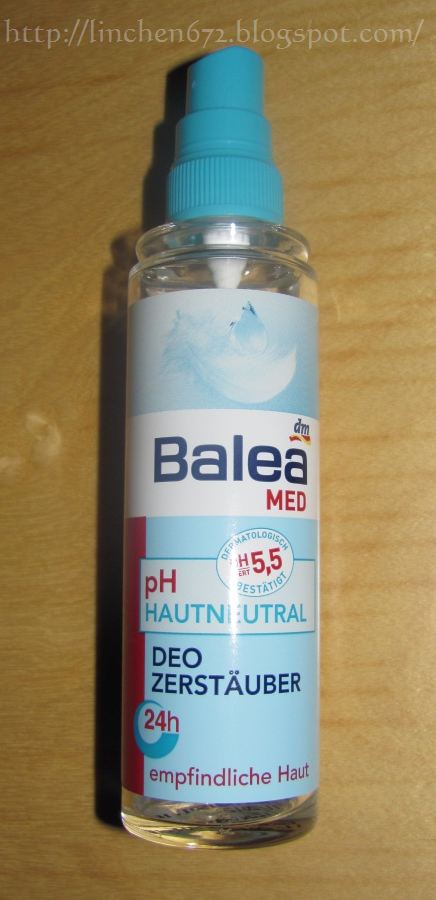 http://linchen672.blogspot.com/
dm
Balea
MED
DERMATOLOGISCH
pH
WERT
5,5
BESTÄTIGT
pH
HAUTNEUTRAL
DEO
ZERSTÄUBER
24h
empfindliche Haut